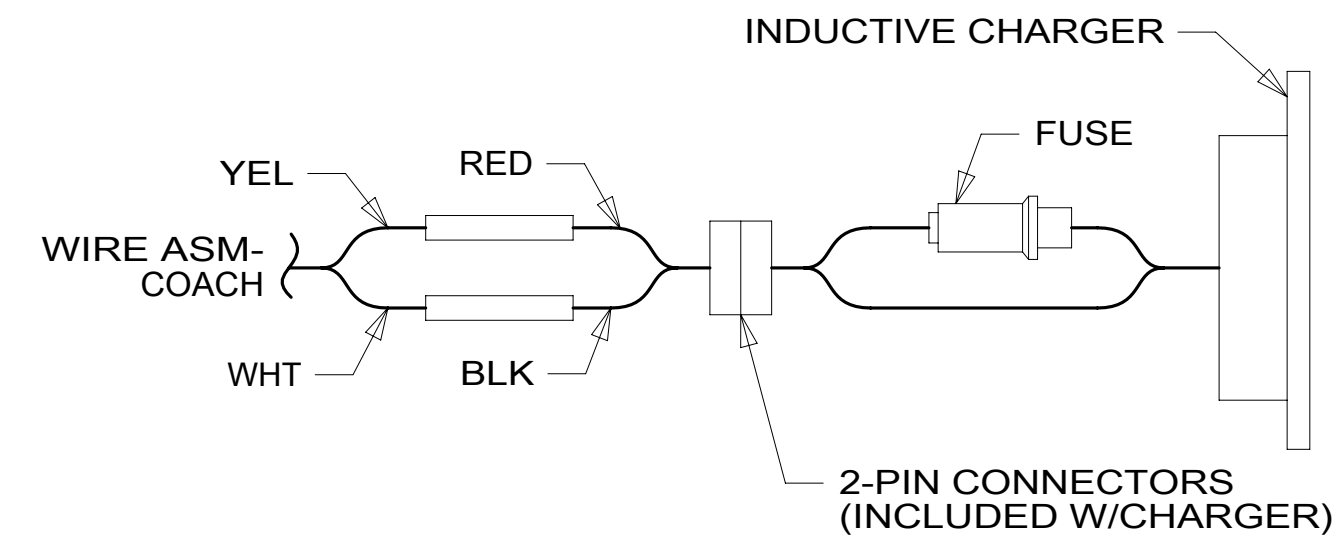 INDUCTIVE CHARGER
FUSE
RED
YEL
WIRE ASM-
COACH
WHT
BLK
2-PIN CONNECTORS
(INCLUDED W/CHARGER)